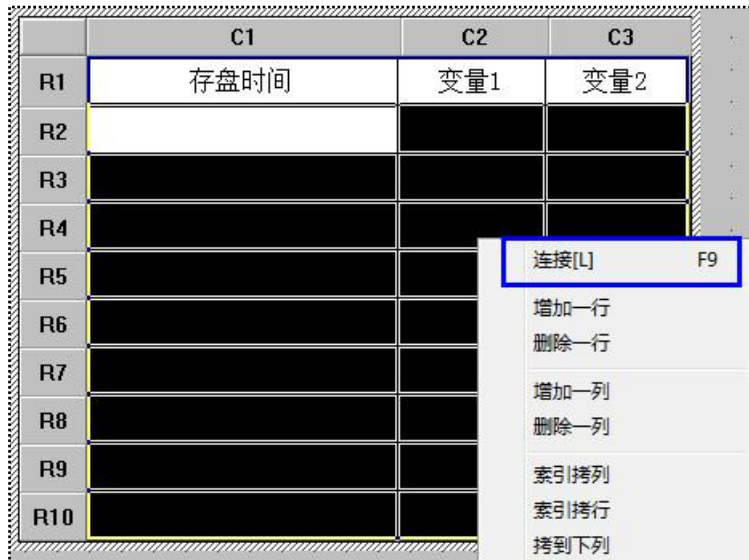 C1 C2 C3
R1 存盘时间 变量1 变量2
R2
R3
R4
连接[L] F9
R5
增加一行
R6
删除一行
R7
增加一列
R8
删除一列
R9
索引拷列
索引拷行
R10
拷到下列